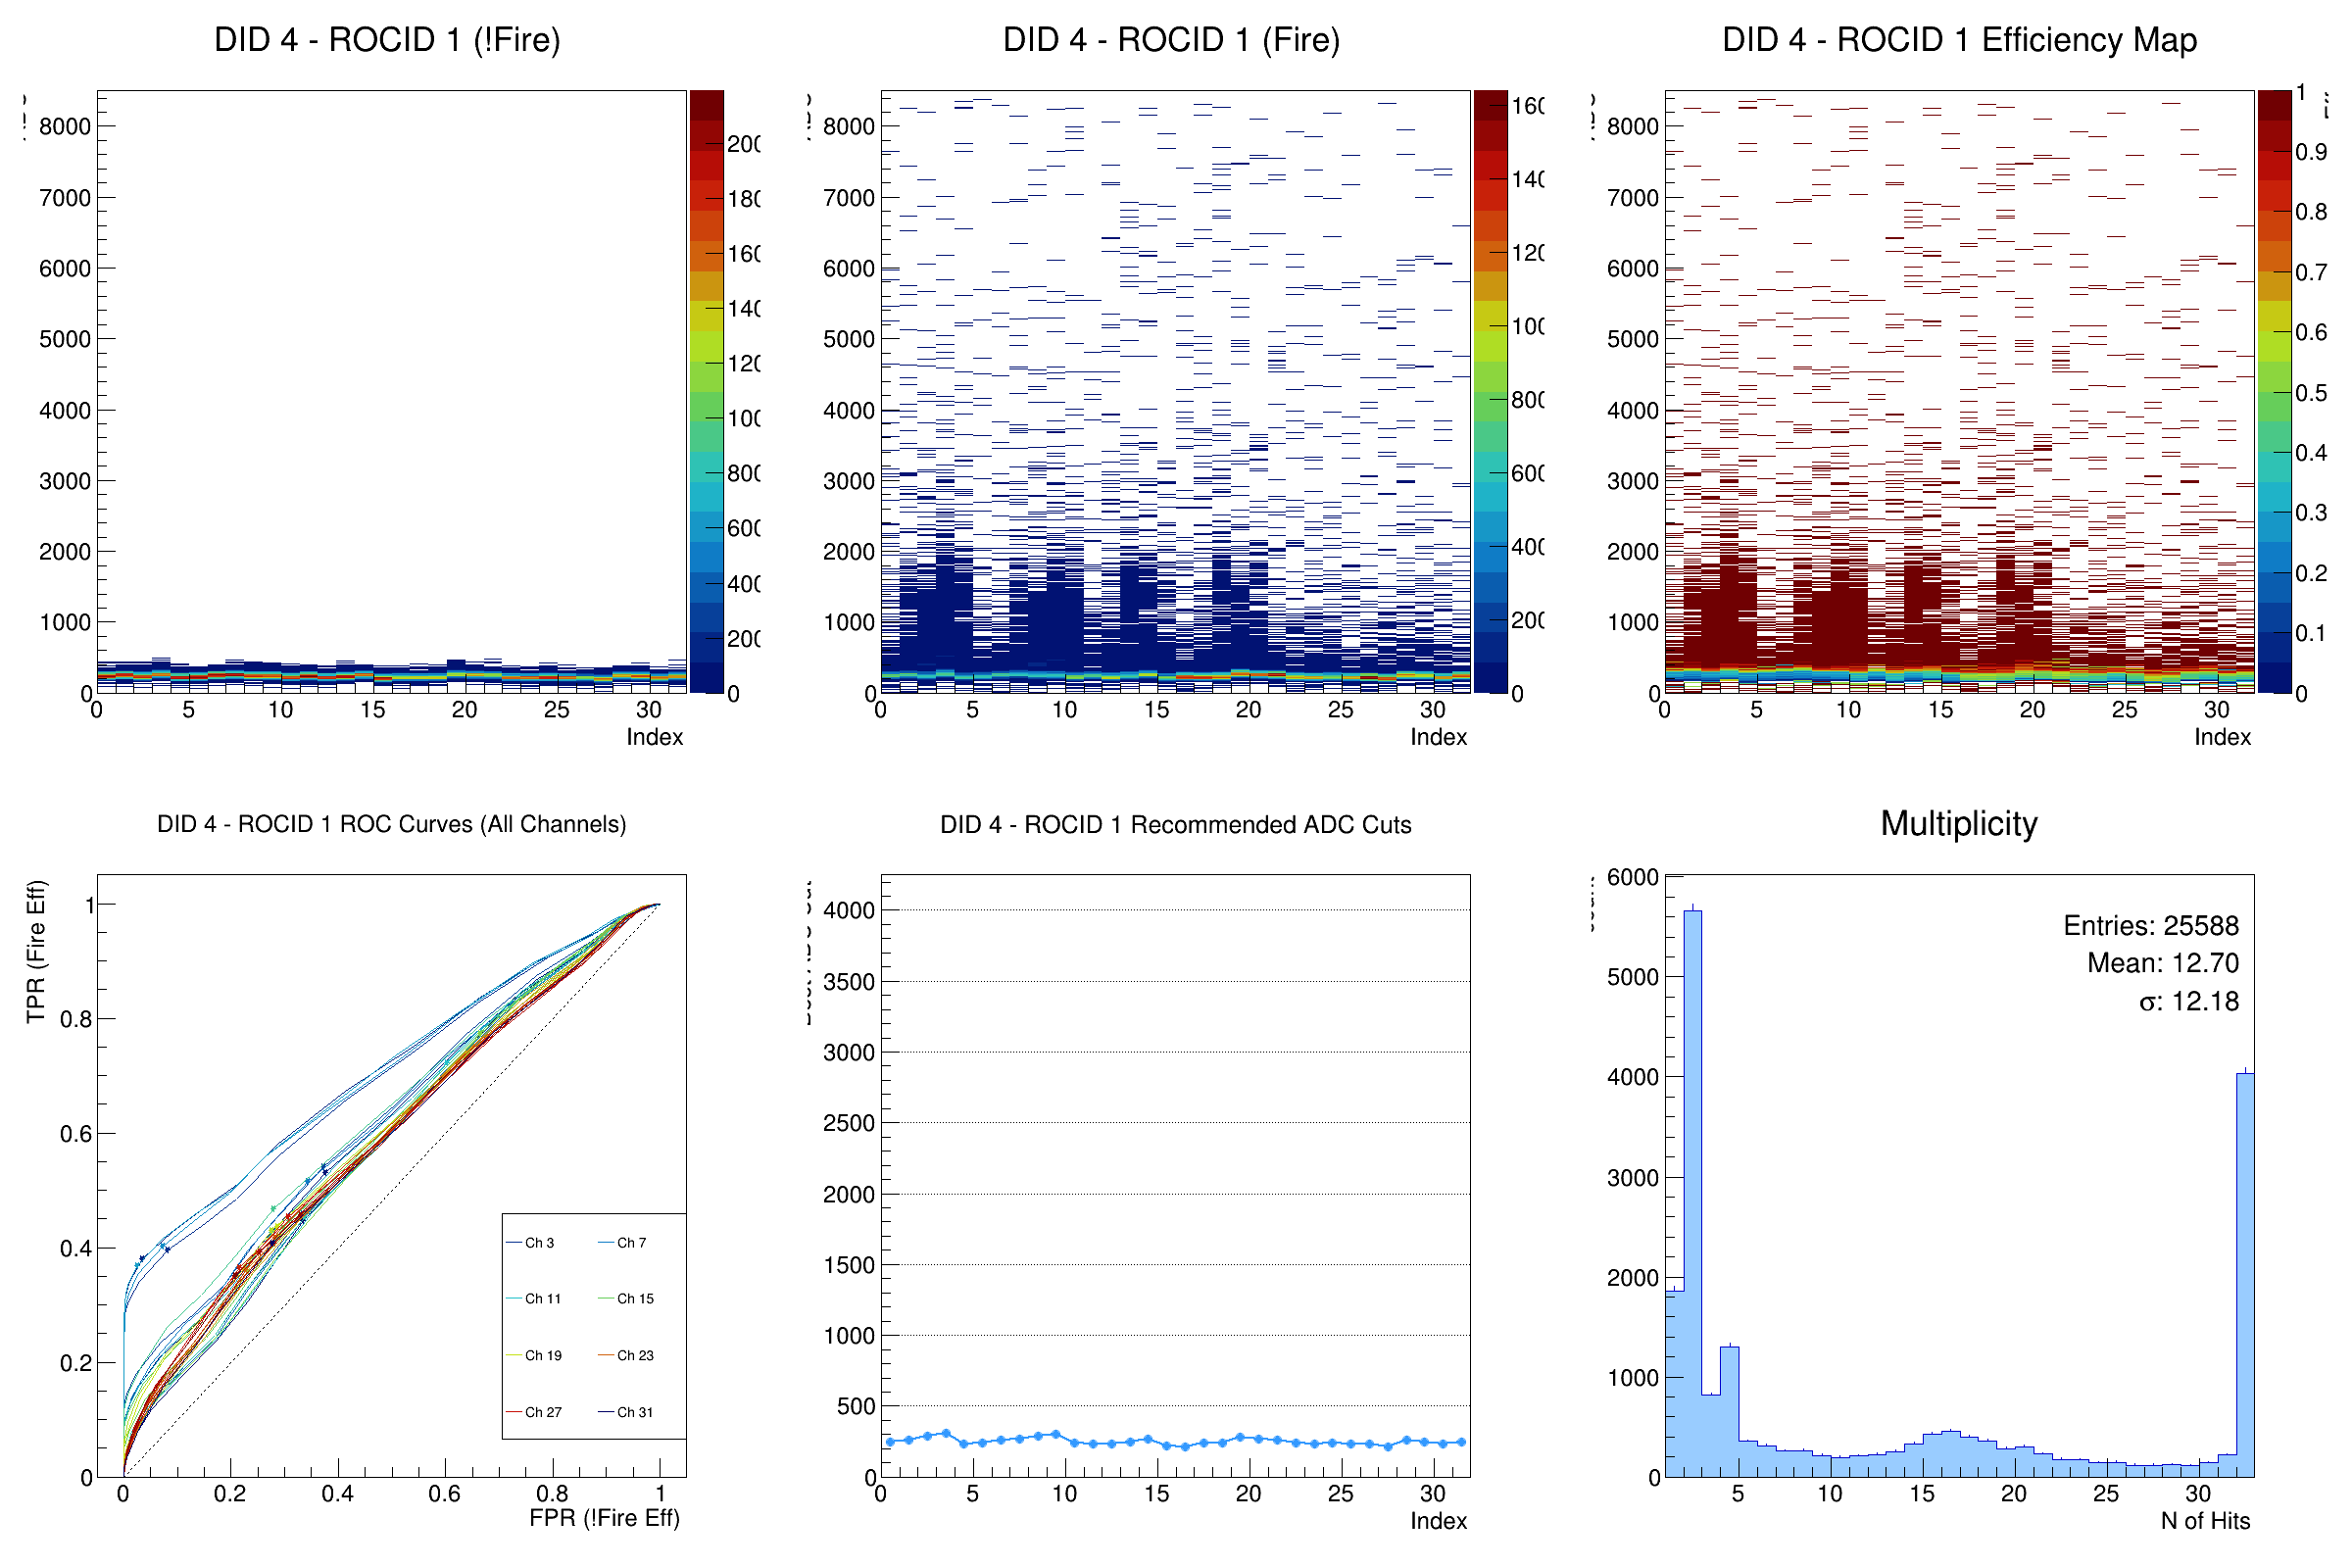 DID 4 - ROCID 1 (!Fire)
8000
7000
6000
5000
4000
3000
2000
1000
0
0 5 10 15 20 25 30
Index
0
DID 4 - ROCID 1 (Fire)
8000
7000
6000
5000
4000
3000
2000
1000
0
0 5 10 15 20 25 30
Index
0
DID 4 - ROCID 1 Efficiency Map
8000
7000
6000
5000
4000
3000
2000
1000
0
0 5 10 15 20 25 30
Index
1
0.9
0.8
0.7
0.6
0.5
0.4
0.3
0.2
0.1
0
DID 4 - ROCID 1 ROC Curves (All Channels)
TPR (Fire Eff)
1
0.8
0.6
0.4
0.2
0
0 0.2 0.4 0.6 0.8 1
FPR (!Fire Eff)
Ch 3 Ch 7
Ch 11 Ch 15
Ch 19 Ch 23
Ch 27 Ch 31
DID 4 - ROCID 1 Recommended ADC Cuts
4000
3500
3000
2500
2000
1500
1000
500
0
0 5 10 15 20 25 30
Index
Multiplicity
6000
5000
4000
3000
2000
1000
0
Entries: 25588
Mean: 12.70
σ: 12.18
5 10 15 20 25 30
N of Hits